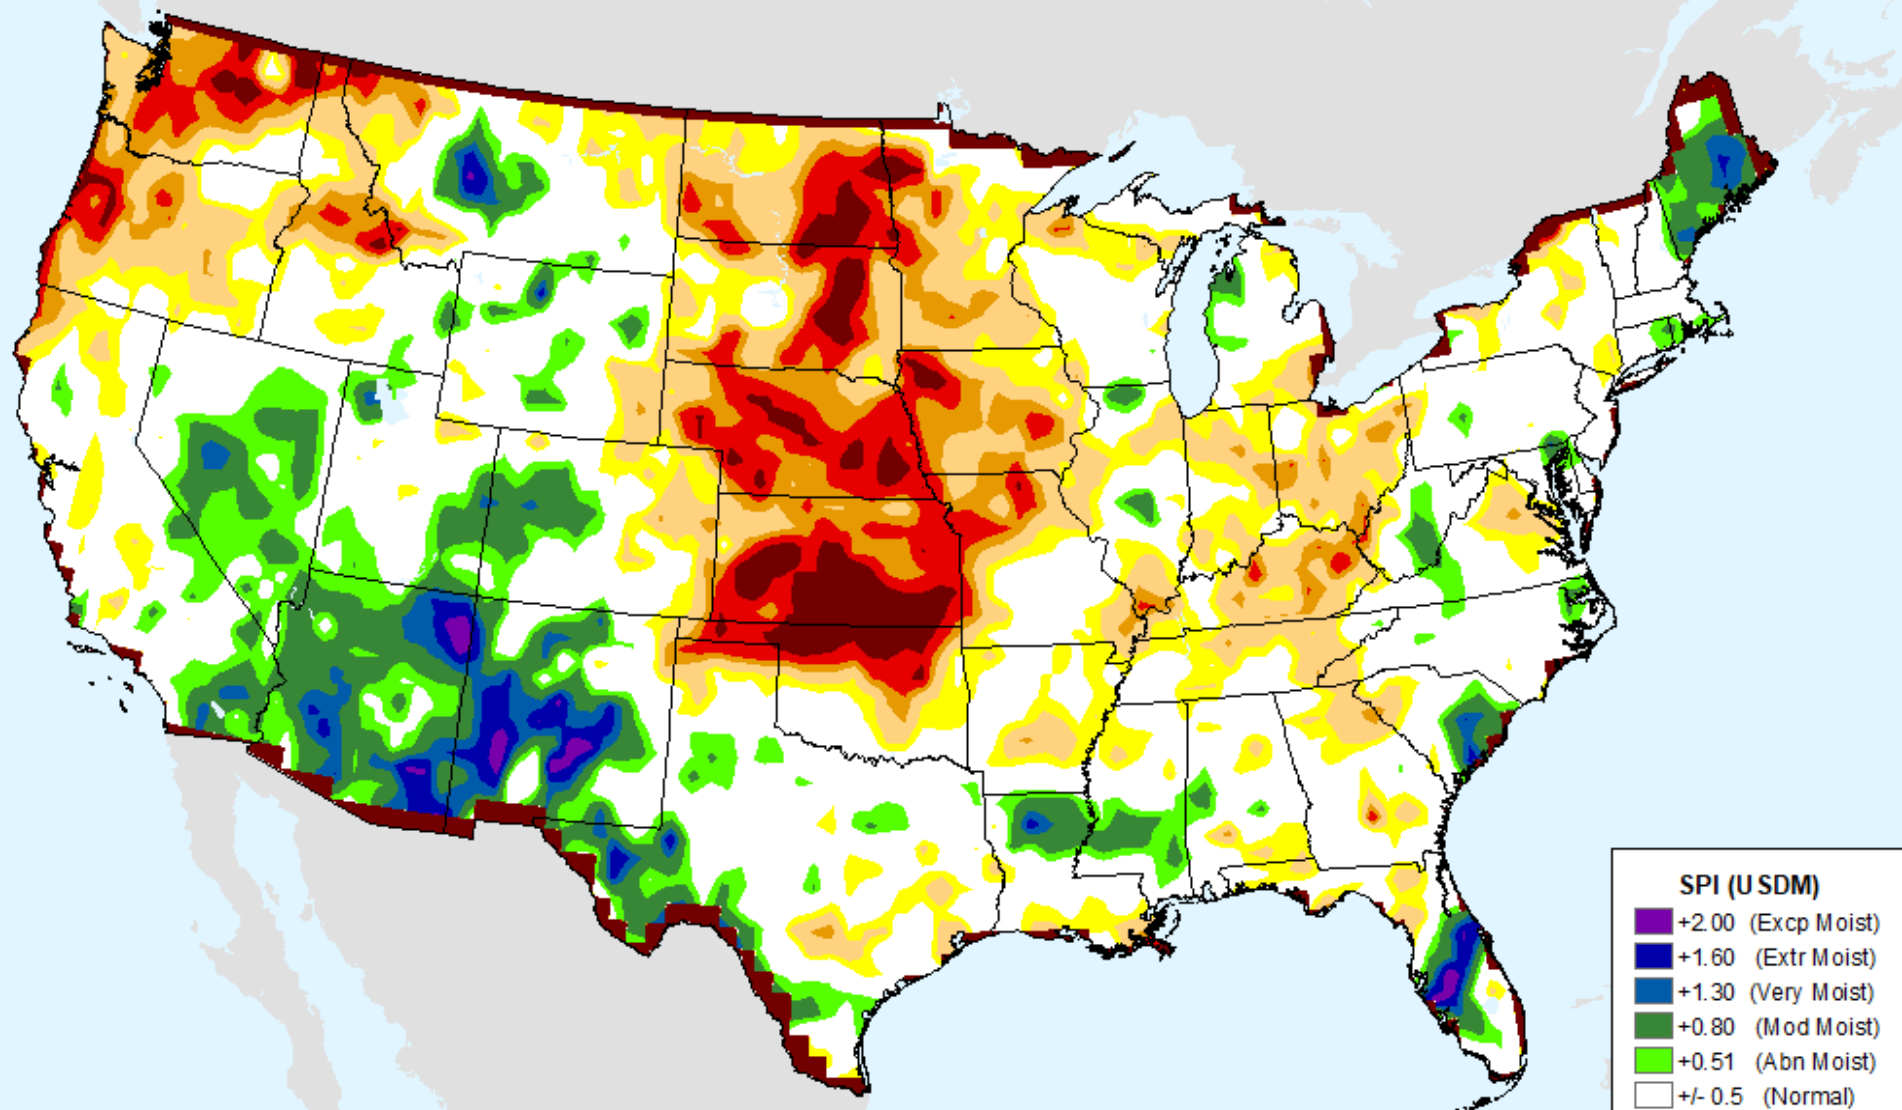 SPI (USDM)
+2.00 (Excp Moist)
+1.60 (Extr Moist)
+1.30 (Very Moist)
+0.80 (Mod Moist)
+0.51 (Abn Moist)
+/- 0.5 (Normal)